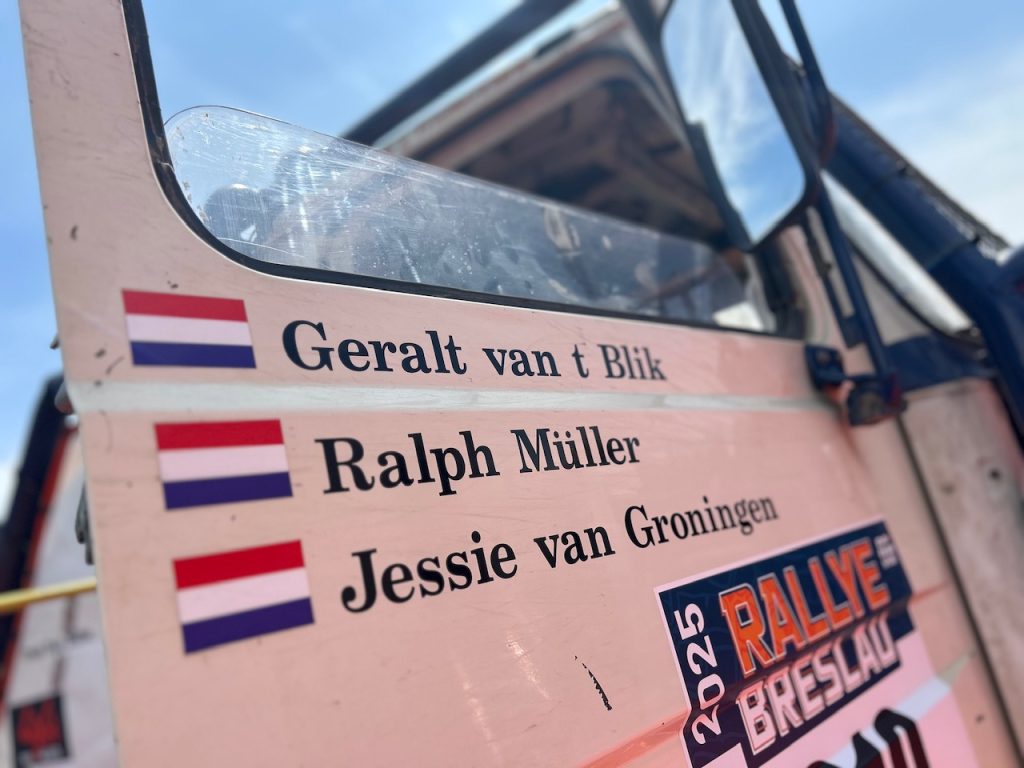 Geralt van t Blik
Ralph Müller
Jessie van Groningen
2025
RALLYE
BRESLAU